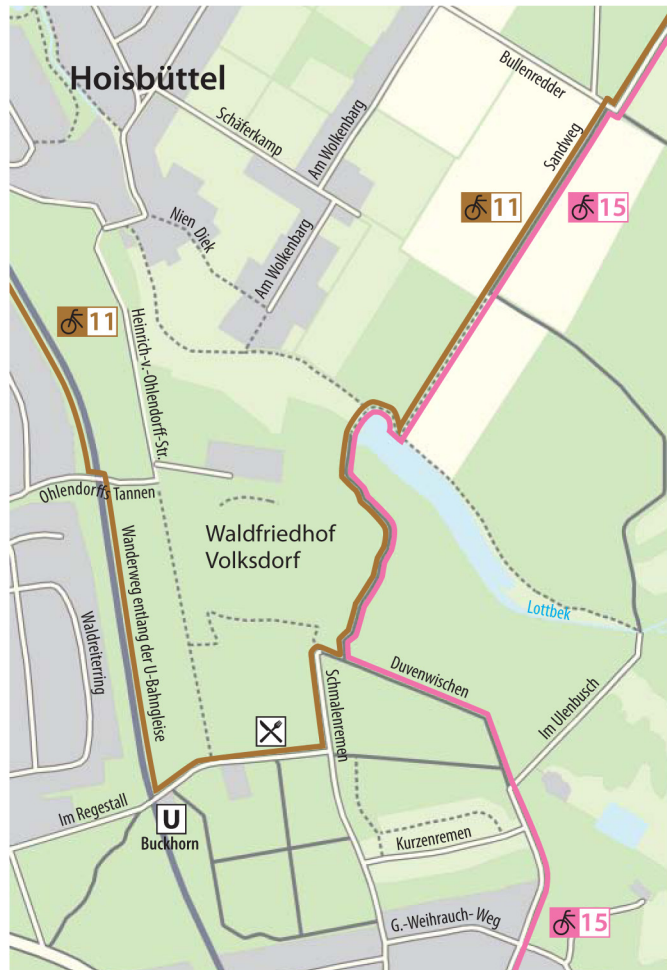 Hoisbüttel
Bullenredder
Schäferkamp
Am Wolkenbarg
Sandweg
11
15
Nien Diek
Am Wolkenbarg
11
Heinrich-v.-Ohlendorff-Str.
Ohlendorffs Tannen
Waldfriedhof
Volksdorf
Wanderweg entlang der U-Bahngleise
Waldreiterring
Lottbek
Duvenwischen
Schmalenremen
Im Ulenbusch
Im Regestall
U
Buckhorn
Kurzenremen
G.-Weihrauch- Weg
15